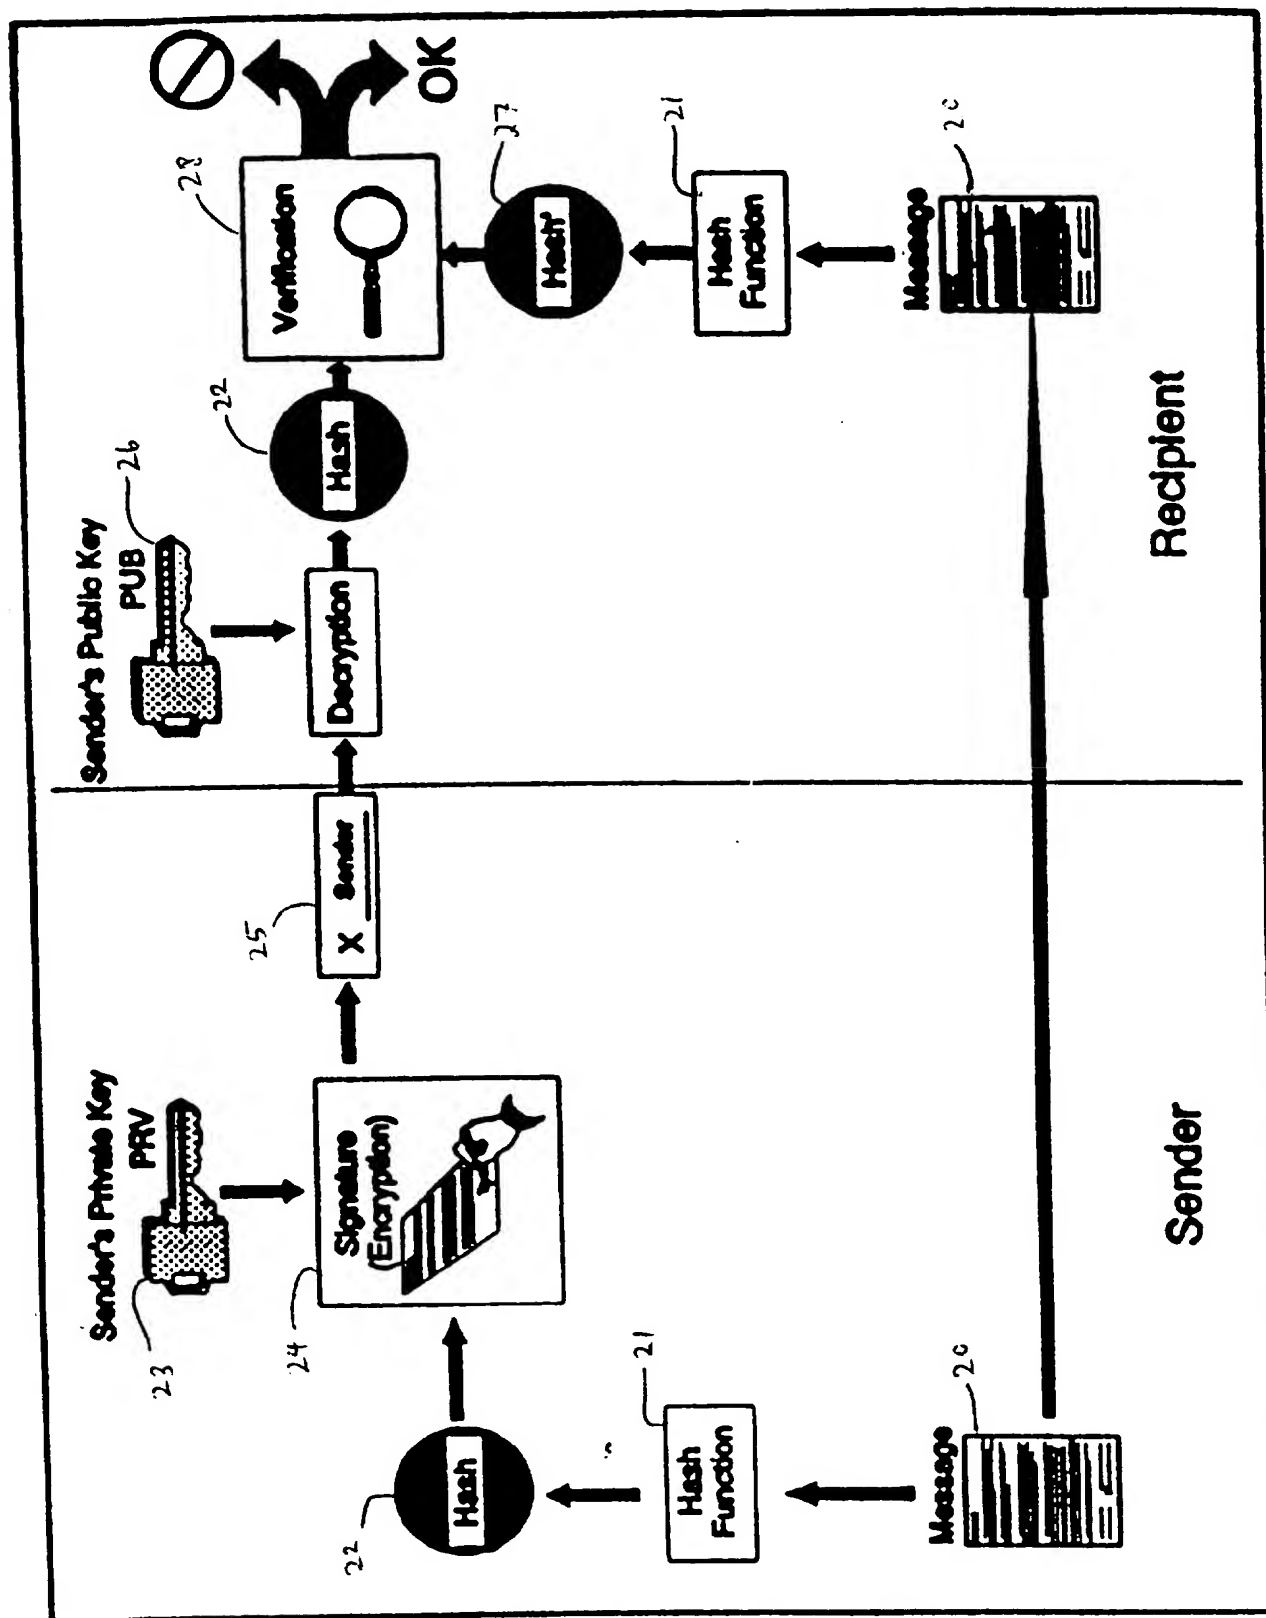 Sender's Private Key
PRV
23
Signature
(Encryption)
24
22
Hash
21
Hash
Function
Message
20
Sender
25
X Sender
Sender's Public Key
PUB
26
Decryption
22
Hash
28
Verification
OK
27
Hash'
21
Hash
Function
Message
20
Recipient